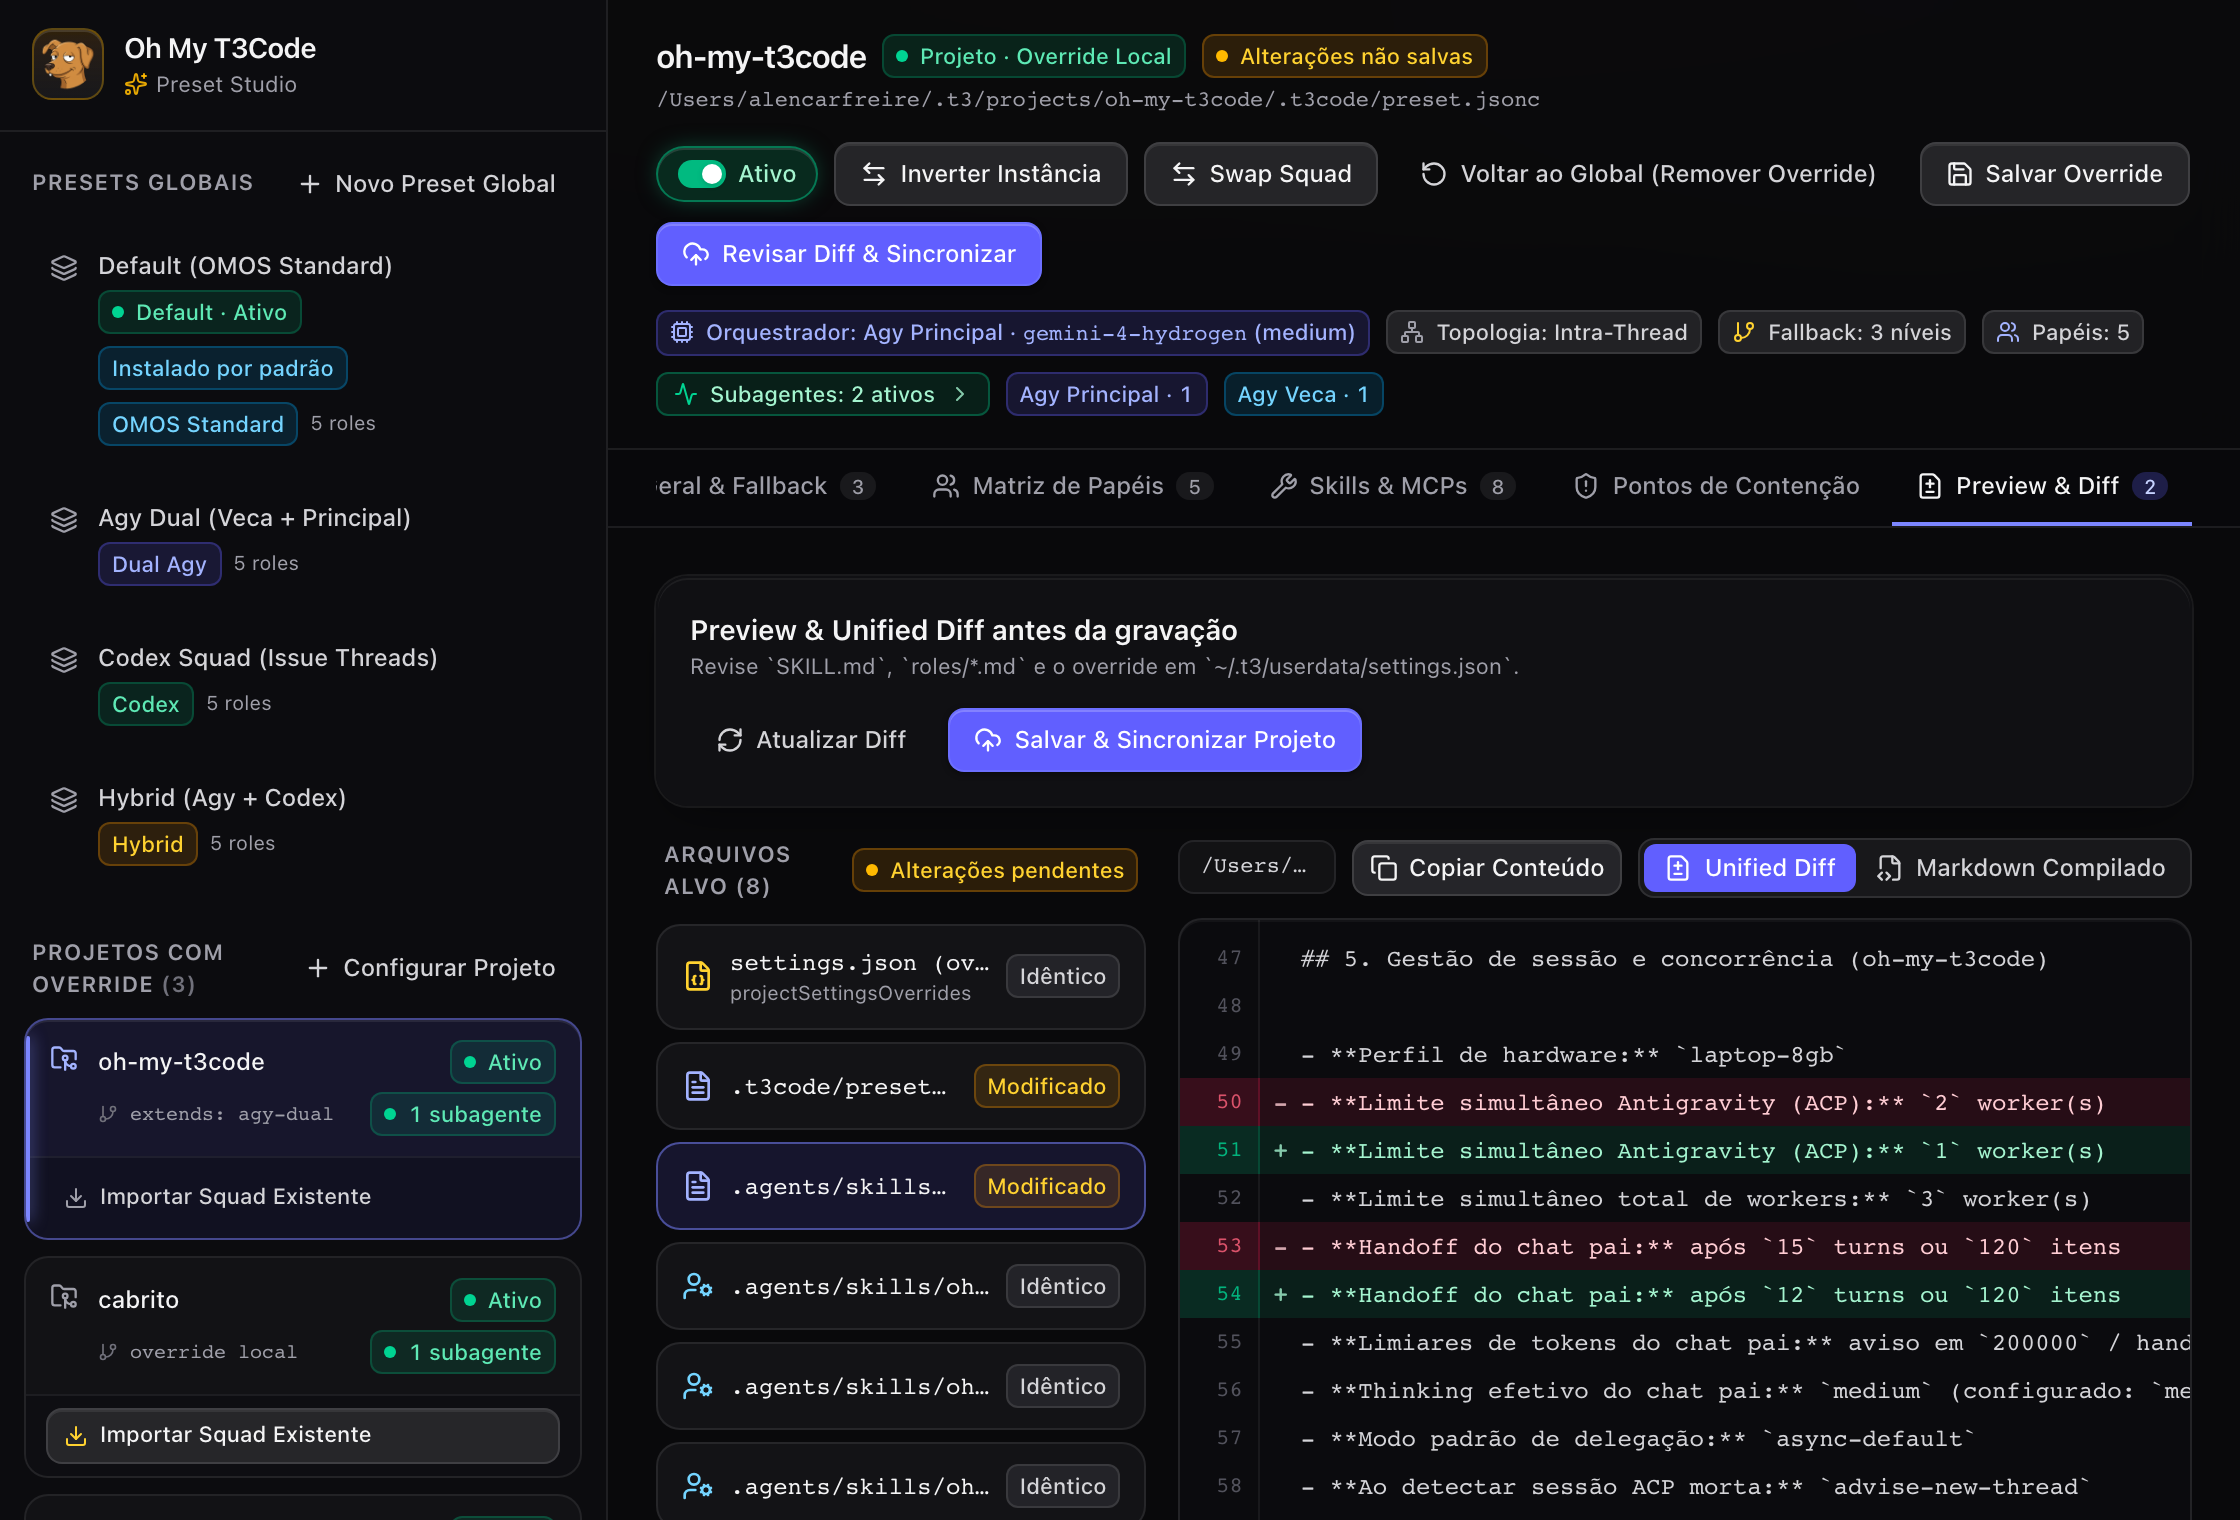 Oh My T3Code
Preset Studio
PRESETS GLOBAIS
Novo Preset Global
Default (OMOS Standard)
Default · Ativo
Instalado por padrão
OMOS Standard 5 roles
Agy Dual (Veca + Principal)
Dual Agy 5 roles
Codex Squad (Issue Threads)
Codex 5 roles
Hybrid (Agy + Codex)
Hybrid 5 roles
PROJETOS COM
OVERRIDE (3)
Configurar Projeto
oh-my-t3code Ativo
extends: agy-dual 1 subagente
Importar Squad Existente
cabrito Ativo
override local 1 subagente
Importar Squad Existente
oh-my-t3code Projeto · Override Local Alterações não salvas
/Users/alencarfreire/.t3/projects/oh-my-t3code/.t3code/preset.jsonc
Ativo Inverter Instância Swap Squad Voltar ao Global (Remover Override) Salvar Override
Revisar Diff & Sincronizar
Orquestrador: Agy Principal · gemini-4-hydrogen (medium) Topologia: Intra-Thread Fallback: 3 níveis Papéis: 5
Subagentes: 2 ativos Agy Principal · 1 Agy Veca · 1
eral & Fallback 3 Matriz de Papéis 5 Skills & MCPs 8 Pontos de Contenção Preview & Diff 2
Preview & Unified Diff antes da gravação
Revise `SKILL.md`, `roles/*.md` e o override em `~/.t3/userdata/settings.json`.
Atualizar Diff Salvar & Sincronizar Projeto
ARQUIVOS
ALVO (8)
Alterações pendentes
settings.json (ov… Idêntico
projectSettingsOverrides
.t3code/preset… Modificado
.agents/skills… Modificado
.agents/skills/oh… Idêntico
.agents/skills/oh… Idêntico
.agents/skills/oh… Idêntico
/Users/… Copiar Conteúdo Unified Diff Markdown Compilado
47 ## 5. Gestão de sessão e concorrência (oh-my-t3code)
48
49 - **Perfil de hardware:** `laptop-8gb`
50 - - **Limite simultâneo Antigravity (ACP):** `2` worker(s)
51 + - **Limite simultâneo Antigravity (ACP):** `1` worker(s)
52 - **Limite simultâneo total de workers:** `3` worker(s)
53 - - **Handoff do chat pai:** após `15` turns ou `120` itens
54 + - **Handoff do chat pai:** após `12` turns ou `120` itens
55 - **Limiares de tokens do chat pai:** aviso em `200000` / hand
56 - **Thinking efetivo do chat pai:** `medium` (configurado: `me
57 - **Modo padrão de delegação:** `async-default`
58 - **Ao detectar sessão ACP morta:** `advise-new-thread`